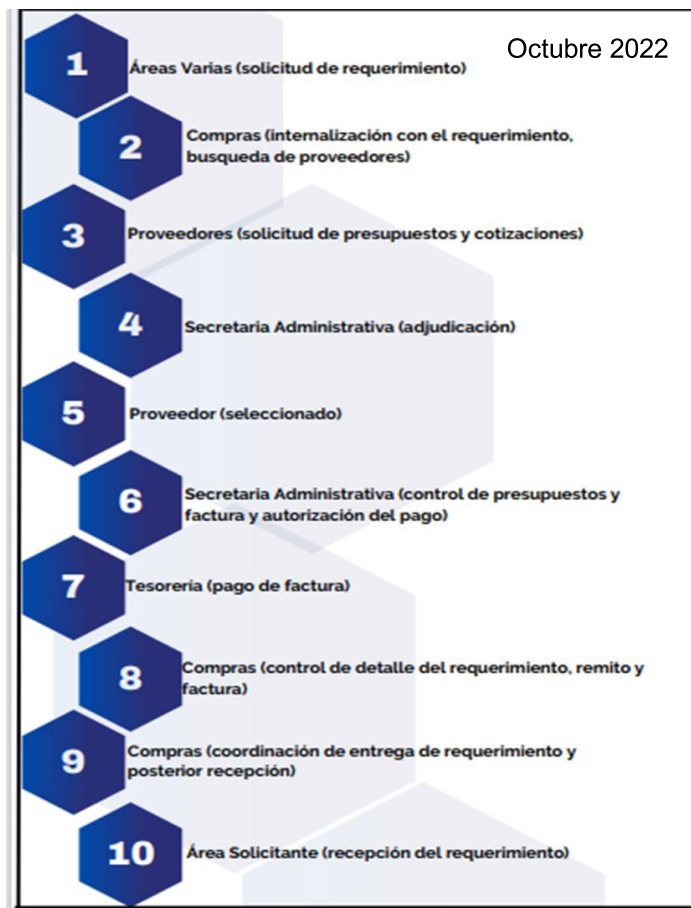 Octubre 2022
1
Áreas Varias (solicitud de requerimiento)
2
Compras (internalización con el requerimiento,
busqueda de proveedores)
3
Proveedores (solicitud de presupuestos y cotizaciones)
4
Secretaria Administrativa (adjudicación)
5
Proveedor (seleccionado)
6
Secretaria Administrativa (control de presupuestos y
factura y autorización del pago)
7
Tesorería (pago de factura)
8
Compras (control de detalle del requerimiento, remito y
factura)
9
Compras (coordinación de entrega de requerimiento y
posterior recepción)
10
Área Solicitante (recepción del requerimiento)